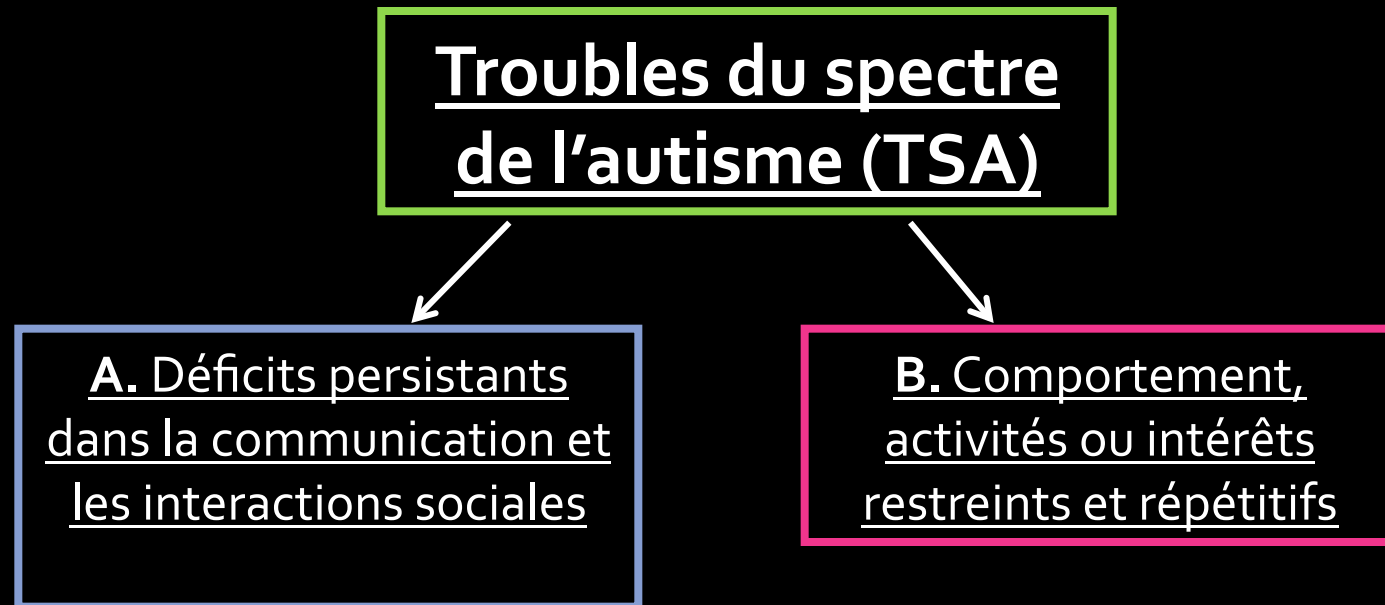 Troubles du spectre
de l’autisme (TSA)
A. Déficits persistants
dans la communication et
les interactions sociales
B. Comportement,
activités ou intérêts
restreints et répétitifs